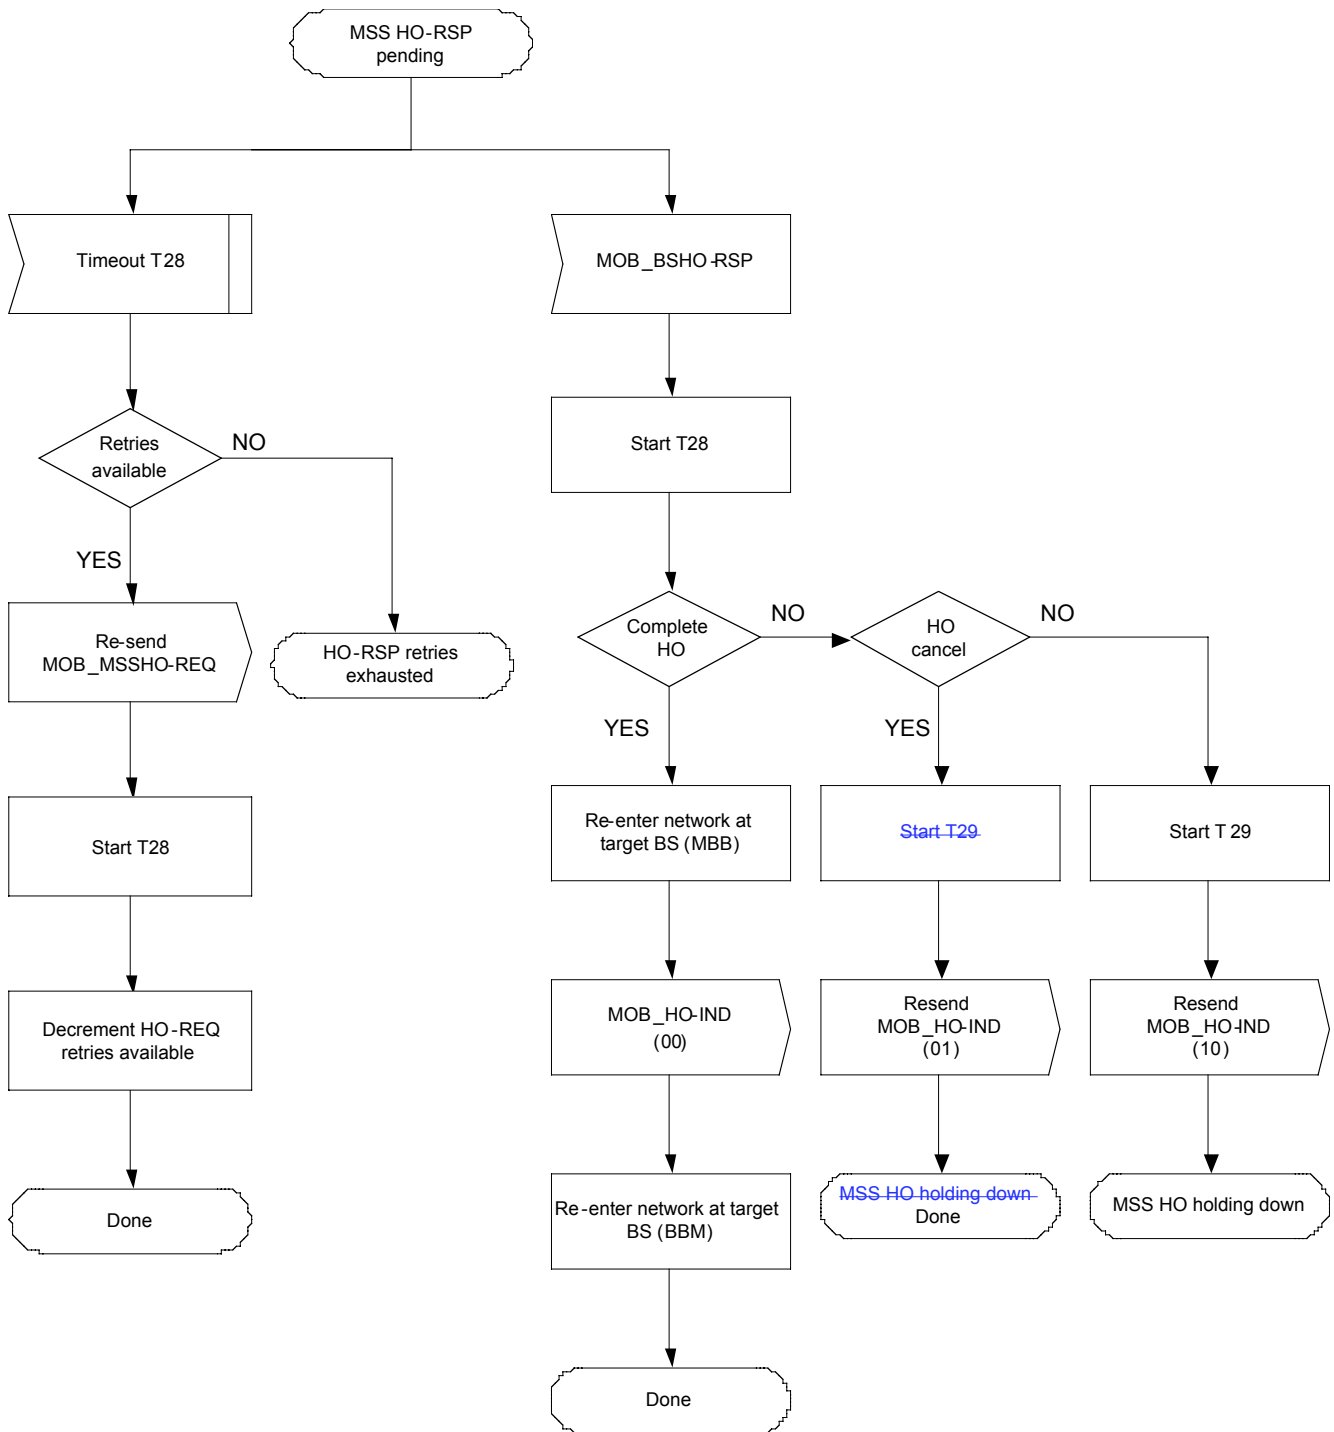 MSS HO-RSP
pending
Timeout T28
MOB_BSHO-RSP
Retries
available
NO
YES
Start T28
Re-send
MOB_MSSHO-REQ
HO-RSP retries
exhausted
Complete
HO
NO
HO
cancel
NO
YES
YES
Start T28
Re-enter network at
target BS (MBB)
Start T29
Start T 29
Decrement HO-REQ
retries available
MOB_HO-IND
(00)
Resend
MOB_HO-IND
(01)
Resend
MOB_HO-IND
(10)
Done
Re-enter network at target
BS (BBM)
MSS HO holding down
Done
MSS HO holding down
Done